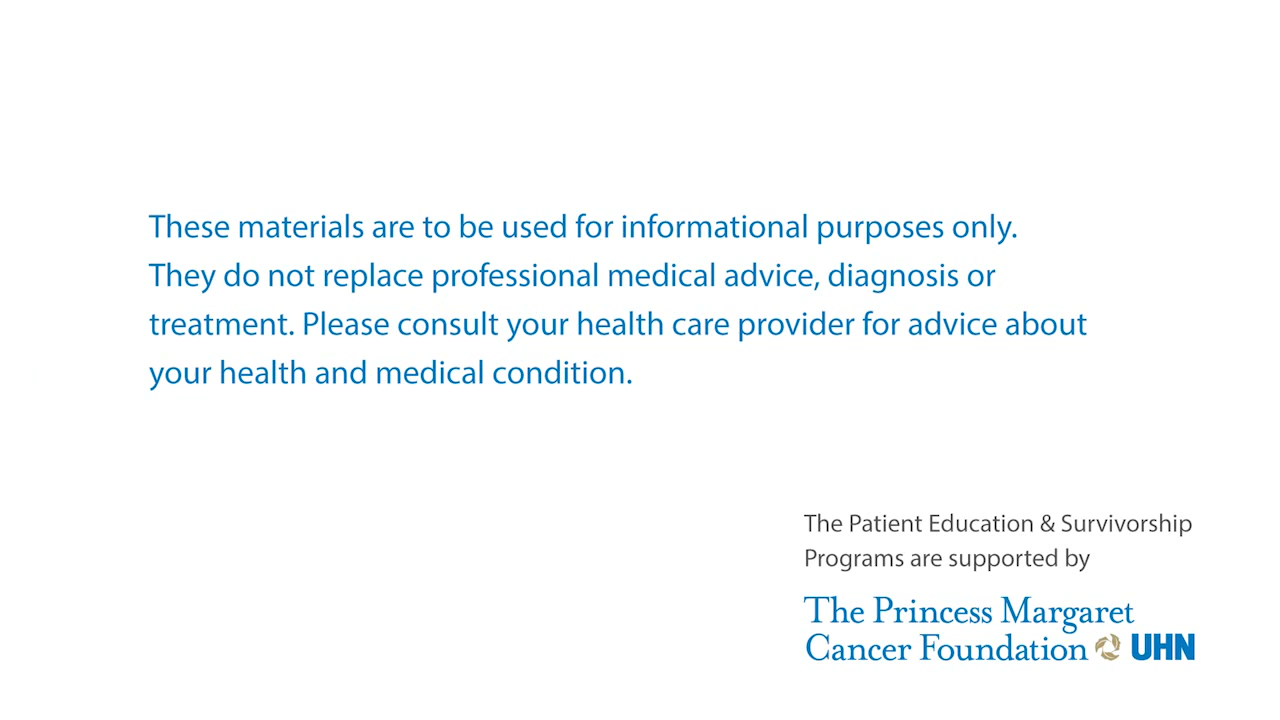 These materials are to be used for informational purposes only.
They do not replace professional medical advice, diagnosis or
treatment. Please consult your health care provider for advice about
your health and medical condition.
The Patient Education & Survivorship
Programs are supported by
The Princess Margaret
Cancer Foundation UHN